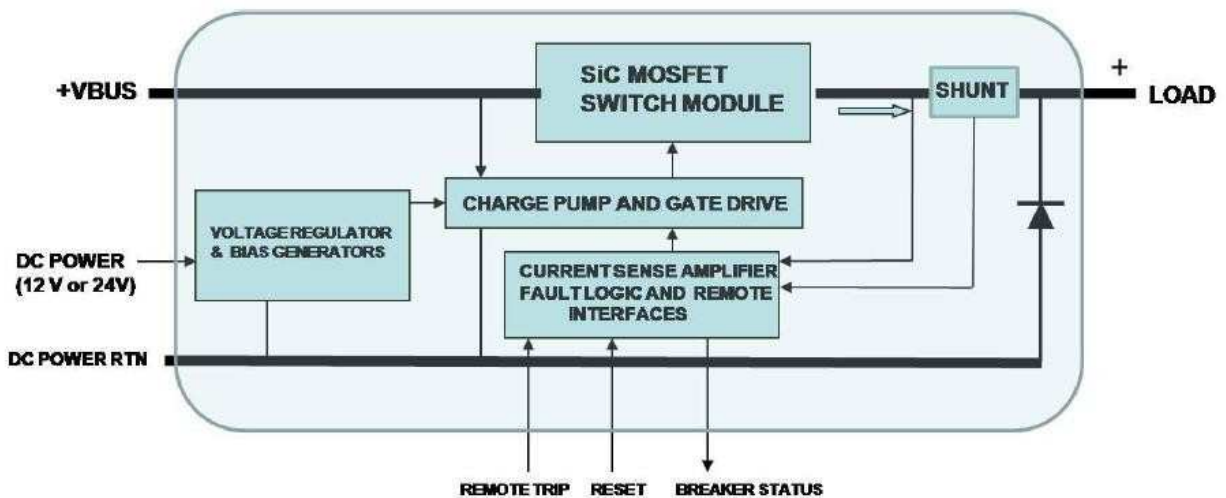 SiC MOSFET
SWITCH MODULE
+VBUS
SHUNT
+
LOAD
CHARGE PUMP AND GATE DRIVE
VOLTAGE REGULATOR
& BIAS GENERATORS
DC POWER
(12 V or 24V)
CURRENT SENSE AMPLIFIER
FAULT LOGIC AND REMOTE
INTERFACES
DC POWER RTN
REMOTE TRIP
RESET
BREAKER STATUS